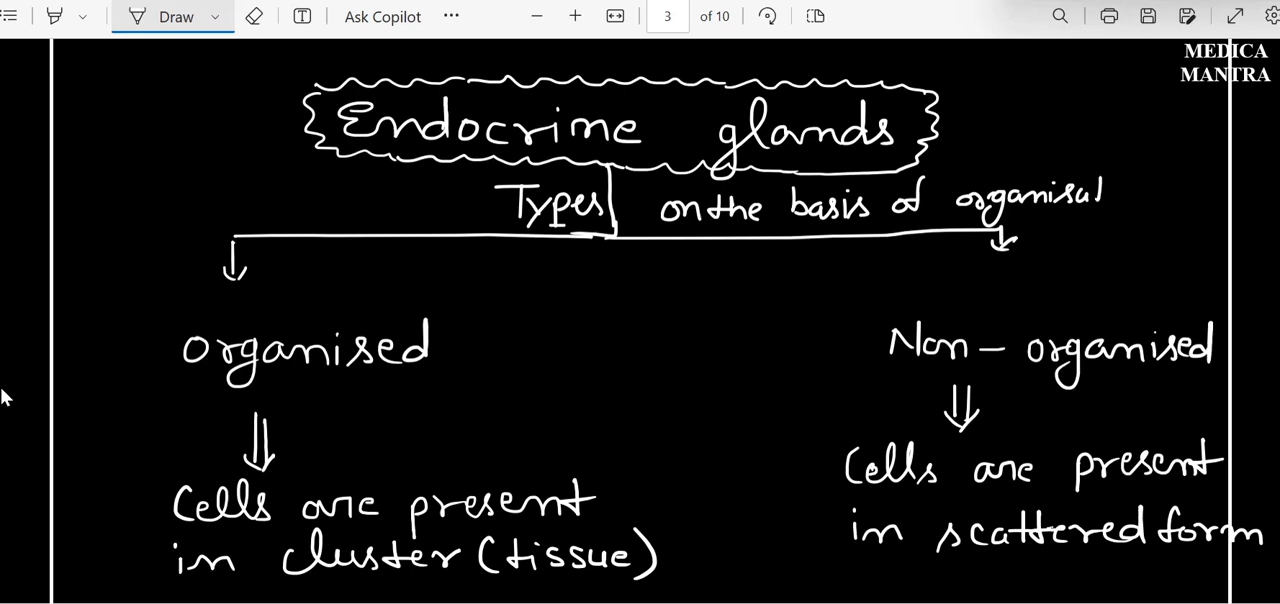 Draw
Ask Copilot
3 of 10
MEDICA
MANTRA
Endocrine glands
Types on the basis of
organised
Non - organised
Cells are present
in cluster (tissue)
Cells are present
in scattered form